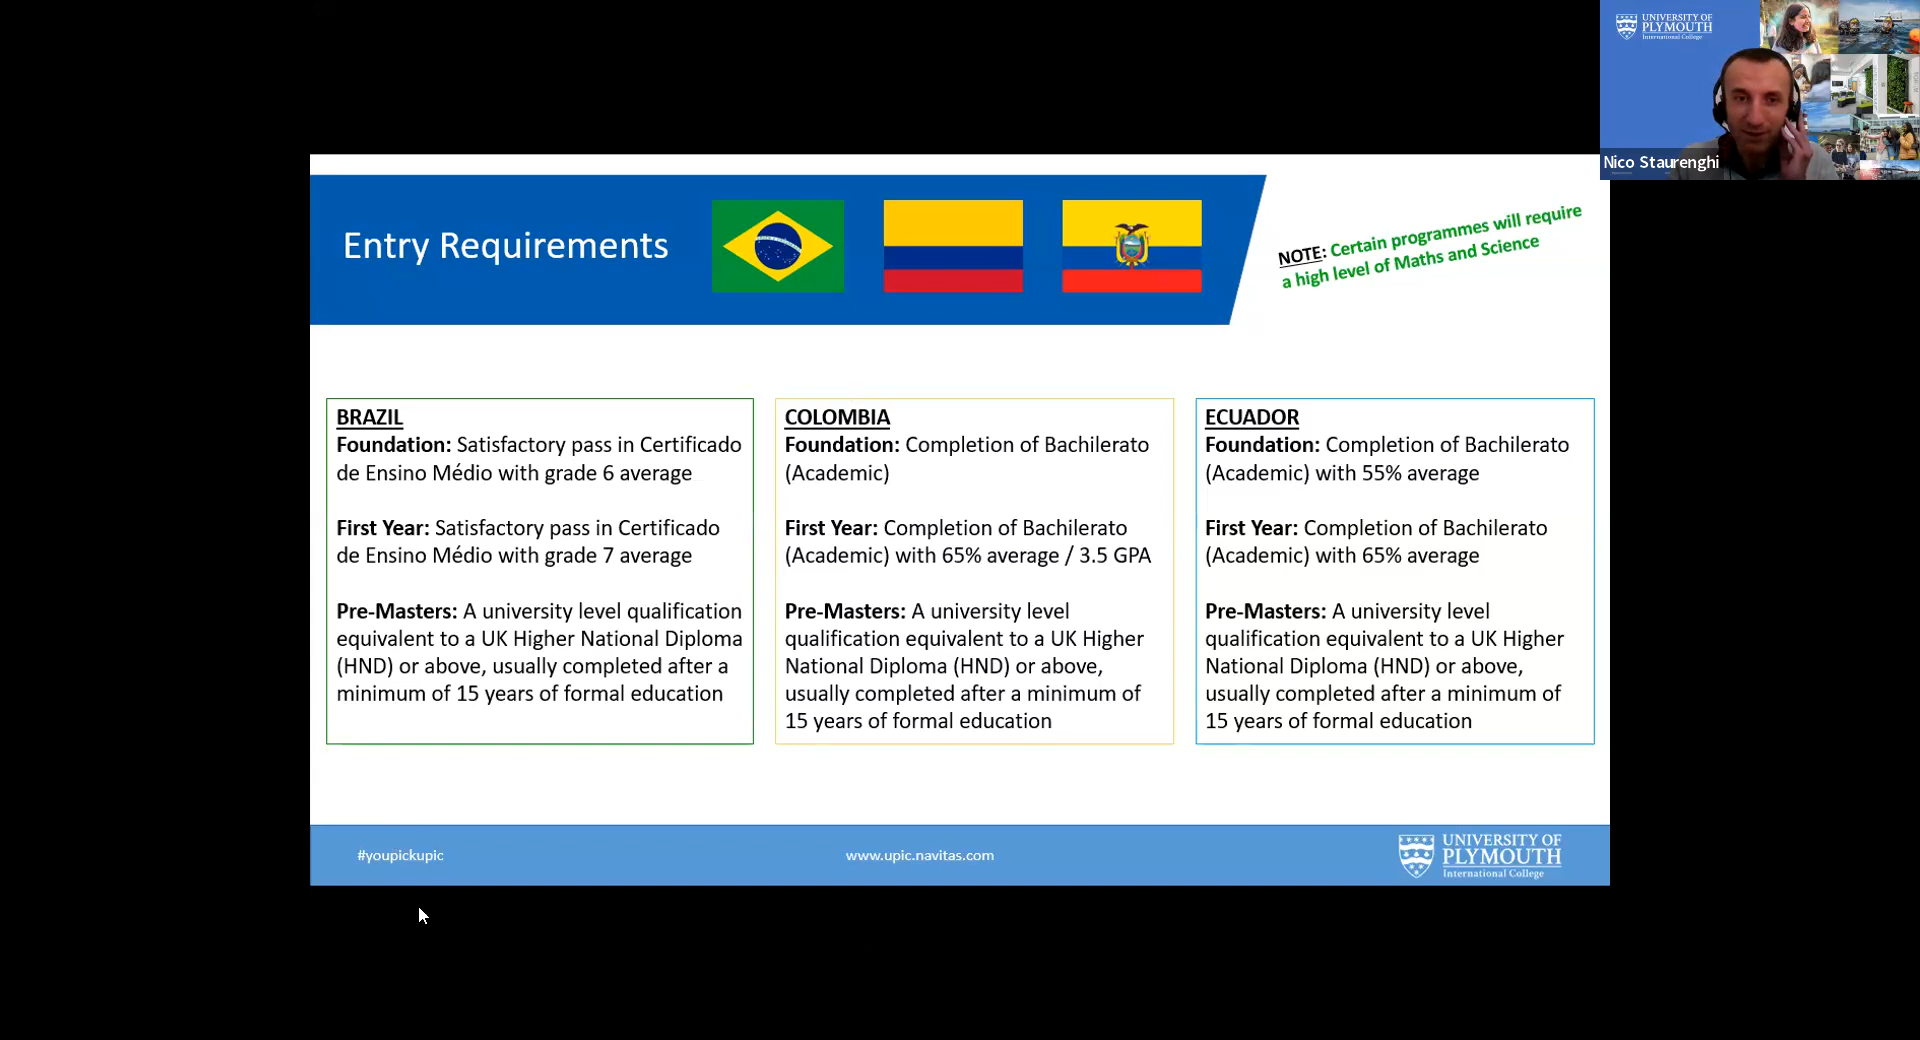 UNIVERSITY OF
PLYMOUTH
International College
Nico Staurenghi
Entry Requirements
NOTE: Certain programmes will require
a high level of Maths and Science
BRAZIL
Foundation: Satisfactory pass in Certificado
de Ensino Médio with grade 6 average
First Year: Satisfactory pass in Certificado
de Ensino Médio with grade 7 average
Pre-Masters: A university level qualification
equivalent to a UK Higher National Diploma
(HND) or above, usually completed after a
minimum of 15 years of formal education
COLOMBIA
Foundation: Completion of Bachilerato
(Academic)
First Year: Completion of Bachilerato
(Academic) with 65% average / 3.5 GPA
Pre-Masters: A university level
qualification equivalent to a UK Higher
National Diploma (HND) or above,
usually completed after a minimum of
15 years of formal education
ECUADOR
Foundation: Completion of Bachilerato
(Academic) with 55% average
First Year: Completion of Bachilerato
(Academic) with 65% average
Pre-Masters: A university level
qualification equivalent to a UK Higher
National Diploma (HND) or above,
usually completed after a minimum of
15 years of formal education
#youpickupic
www.upic.navitas.com
UNIVERSITY OF
PLYMOUTH
International College